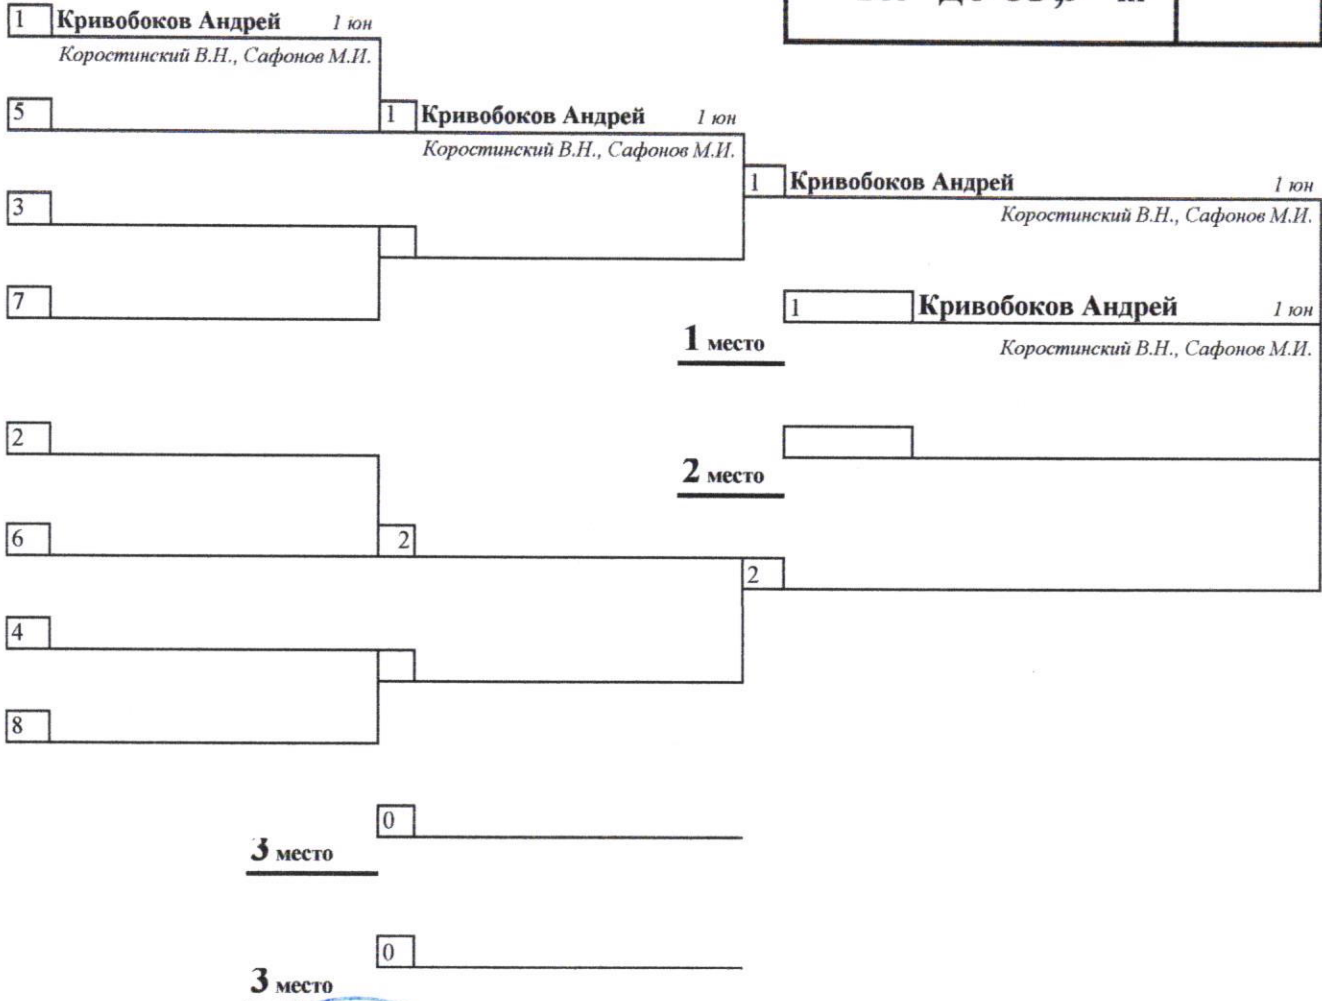 1 Кривобоков Андрей 1 юн
Коростинский В.Н., Сафонов М.И.
5
1 Кривобоков Андрей 1 юн
Коростинский В.Н., Сафонов М.И.
1 Кривобоков Андрей 1 юн
Коростинский В.Н., Сафонов М.И.
3
7
1 место
1 Кривобоков Андрей 1 юн
Коростинский В.Н., Сафонов М.И.
2
2 место
6
2
2
4
8
0
3 место
0
3 место